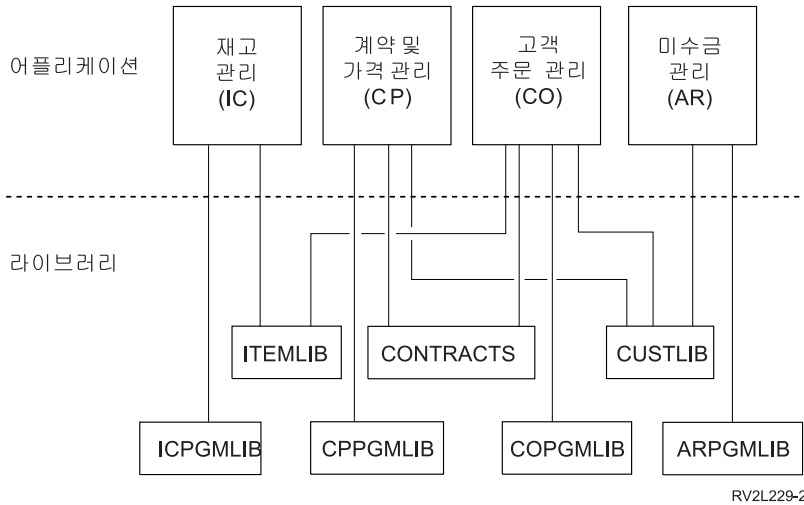 어플리케이션
재고
관리
(IC)
계약 및
가격 관리
(CP)
고객
주문 관리
(CO)
미수금
관리
(AR)
라이브러리
ITEMLIB
CONTRACTS
CUSTLIB
ICPGMLIB
CPPGMLIB
COPGMLIB
ARPGMLIB
RV2L229-2